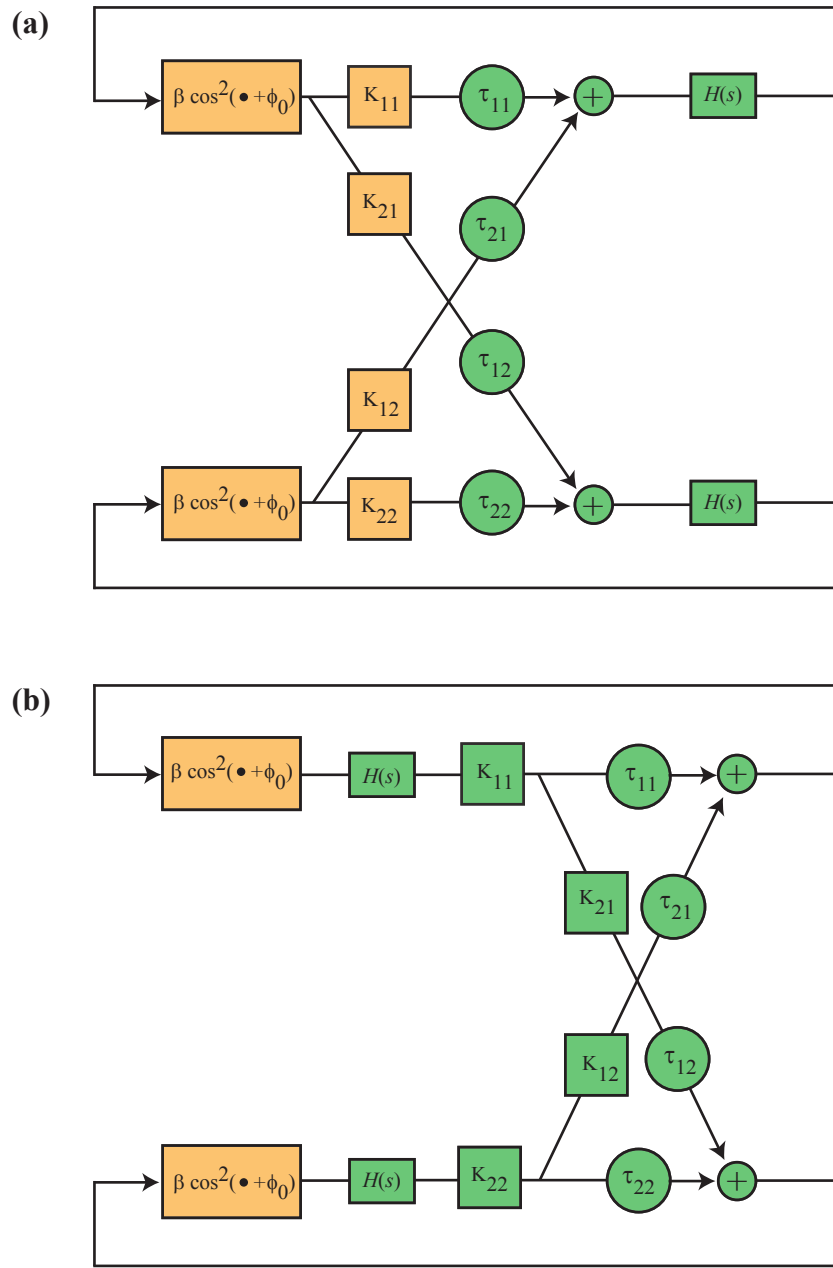 (a)
β cos²(• +ϕ₀) K₁₁ τ₁₁ + H(s)
K₂₁ τ₂₁
K₁₂ τ₁₂
β cos²(• +ϕ₀) K₂₂ τ₂₂ + H(s)
(b)
β cos²(• +ϕ₀) H(s) K₁₁ τ₁₁ +
K₂₁ τ₂₁
K₁₂ τ₁₂
β cos²(• +ϕ₀) H(s) K₂₂ τ₂₂ +